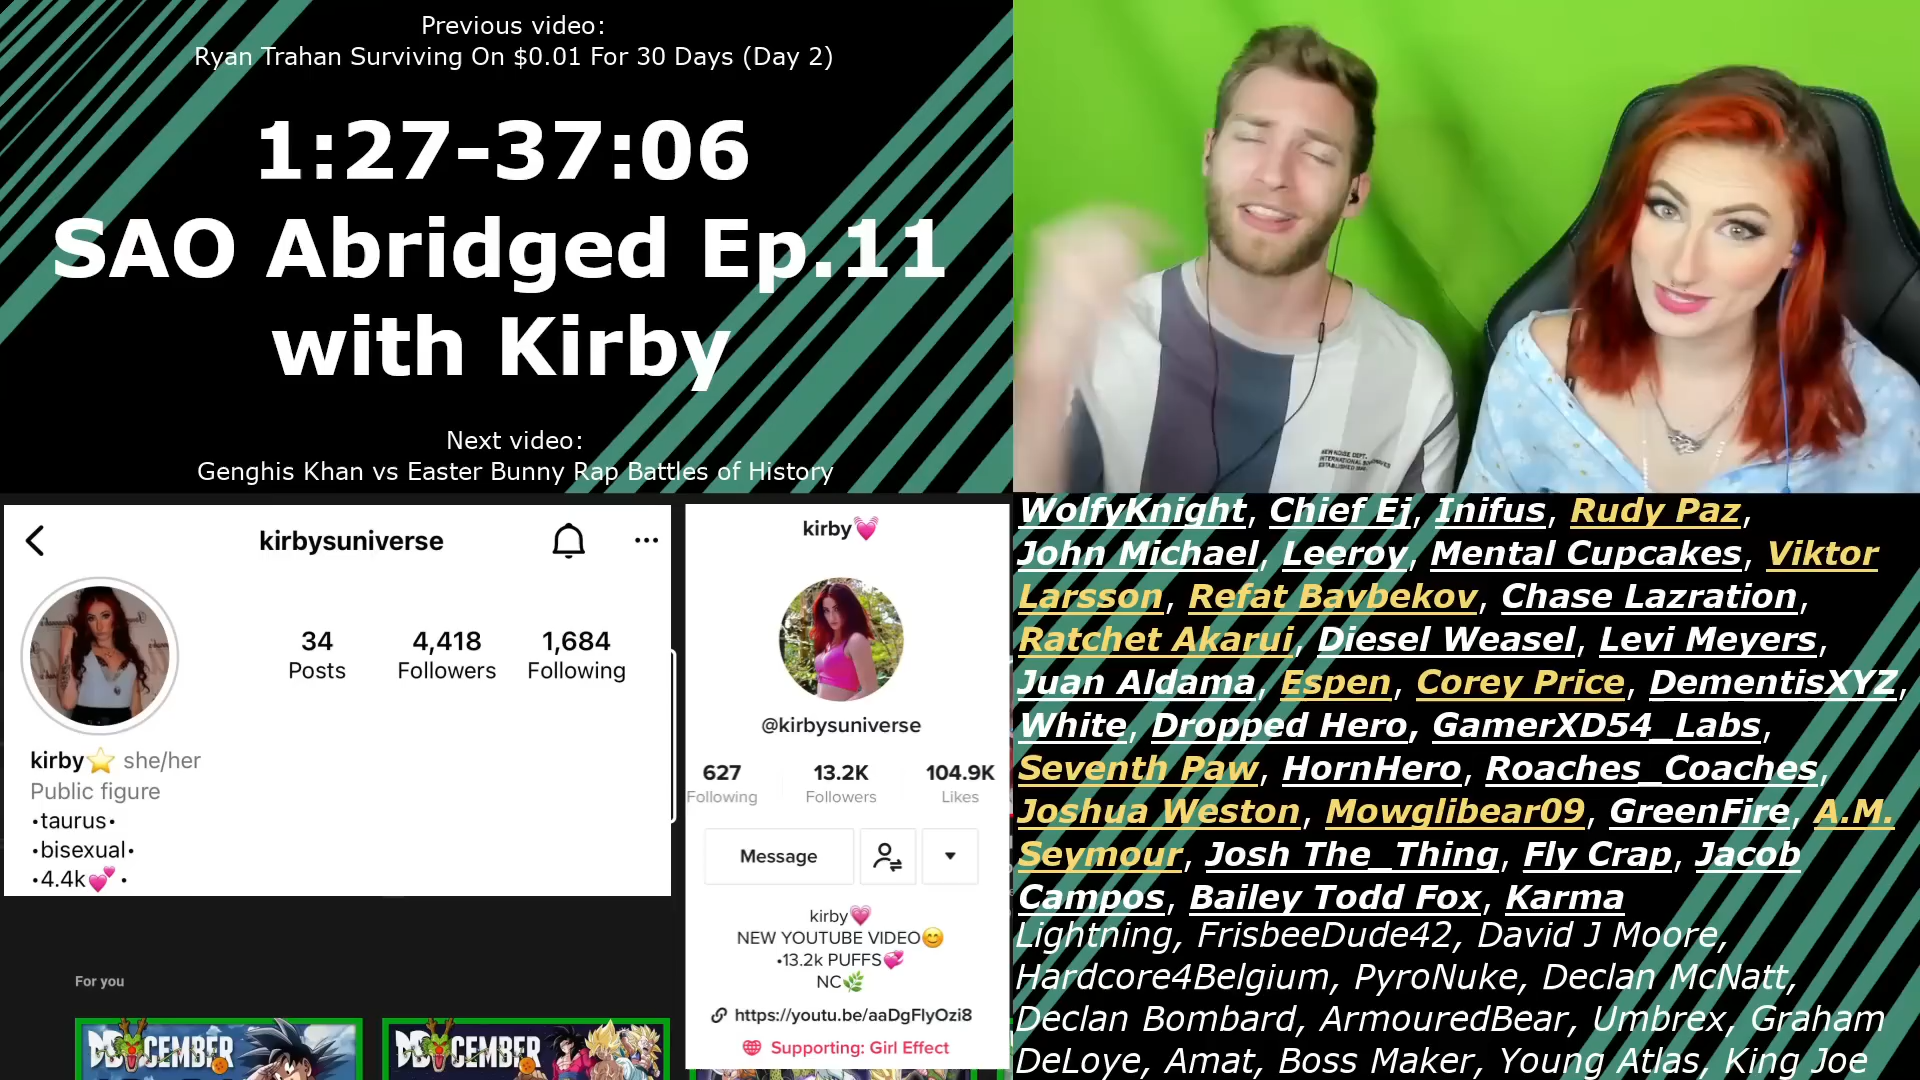 Previous video:
Ryan Trahan Surviving On $0.01 For 30 Days (Day 2)
1:27-37:06
SAO Abridged Ep.11
with Kirby
Next video:
Genghis Khan vs Easter Bunny Rap Battles of History
NEW NOISE DEPT.
kirbysuniverse
34
Posts
4,418
Followers
1,684
Following
kirby⭐ she/her
Public figure
•taurus•
•bisexual•
•4.4k💕 •
For you
CEMBER
CEMBER
kirby💓
@kirbysuniverse
627
Following
13.2K
Followers
104.9K
Likes
Message
kirby💗
NEW YOUTUBE VIDEO😊
•13.2k PUFFS💞
NC🌿
https://youtu.be/aaDgFlyOzi8
Supporting: Girl Effect
WolfyKnight, Chief Ej, Inifus, Rudy Paz,
John Michael, Leeroy, Mental Cupcakes, Viktor
Larsson, Refat Bavbekov, Chase Lazration,
Ratchet Akarui, Diesel Weasel, Levi Meyers,
Juan Aldama, Espen, Corey Price, DementisXYZ,
White, Dropped Hero, GamerXD54_Labs,
Seventh Paw, HornHero, Roaches_Coaches,
Joshua Weston, Mowglibear09, GreenFire, A.M.
Seymour, Josh The_Thing, Fly Crap, Jacob
Campos, Bailey Todd Fox, Karma
Lightning, FrisbeeDude42, David J Moore,
Hardcore4Belgium, PyroNuke, Declan McNatt,
Declan Bombard, ArmouredBear, Umbrex, Graham
DeLoye, Amat, Boss Maker, Young Atlas, King Joe